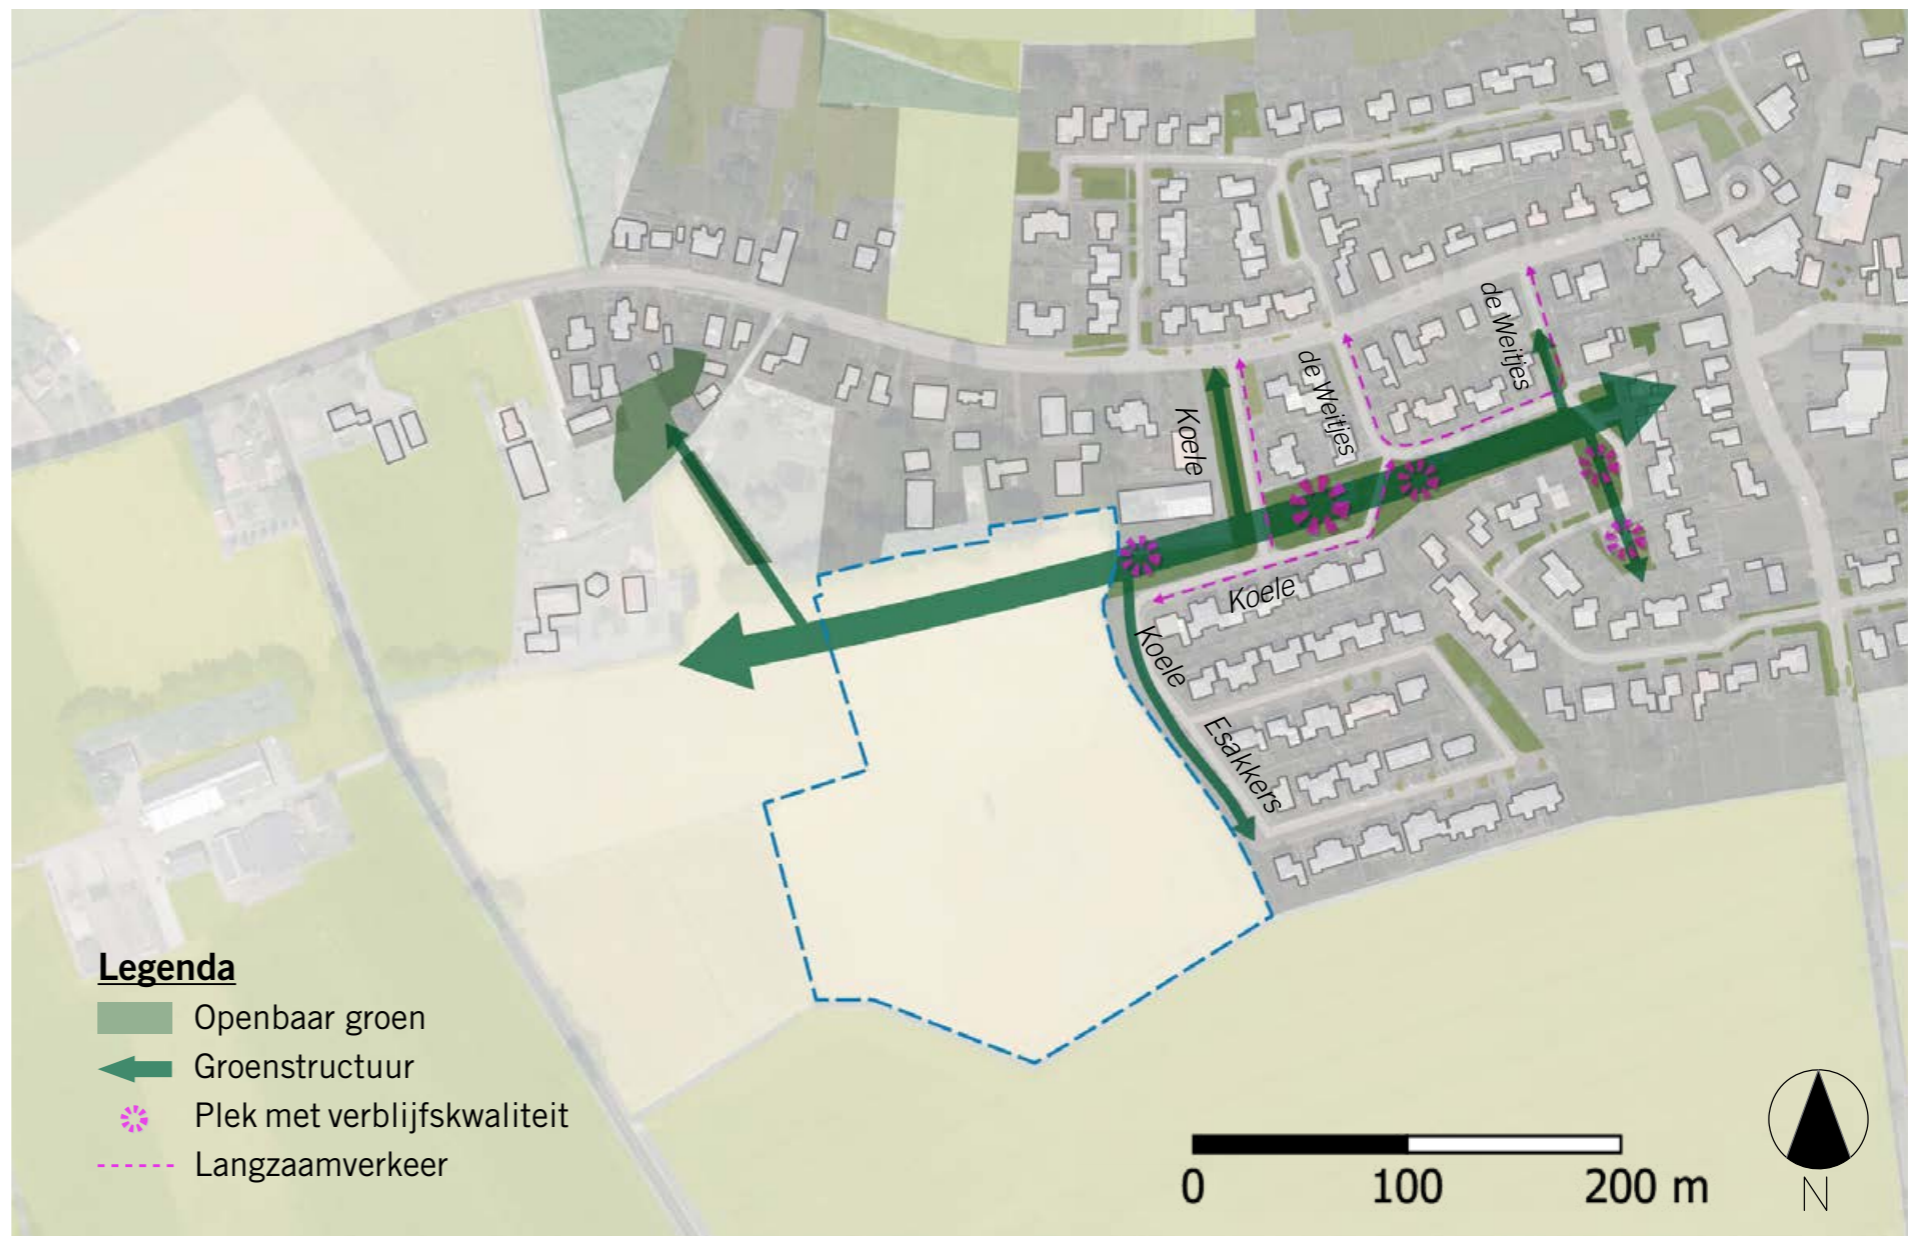 de Weitjes
de Weitjes
Koele
Koele
Koele
Esakkers
Legenda
Openbaar groen
Groenstructuur
Plek met verblijfskwaliteit
Langzaamverkeer
0 100 200 m
N